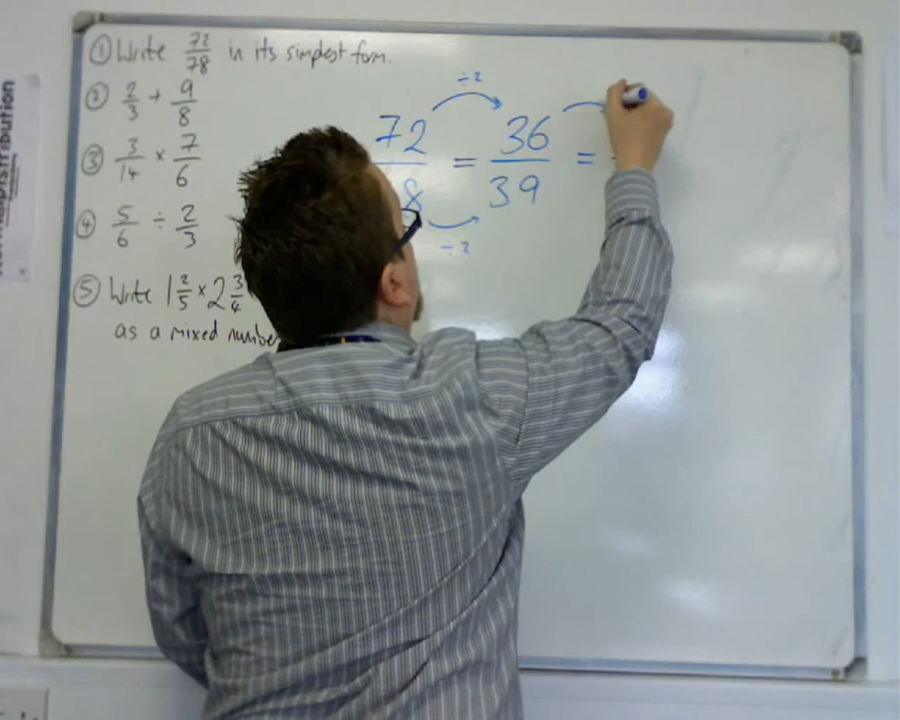 ① Write 72/78 in its simplest form.
② 2/3 + 9/8
③ 3/14 × 7/6
④ 5/6 ÷ 2/3
⑤ Write 1 2/5 × 2 3/4
as a mixed number
÷2
72/78 = 36/39 =
÷2